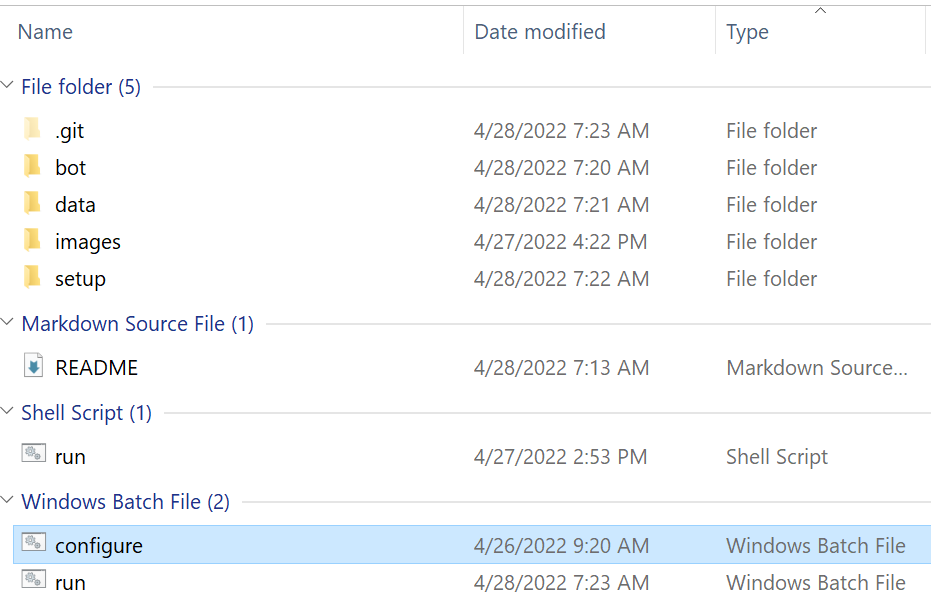 Name Date modified Type
File folder (5)
.git 4/28/2022 7:23 AM File folder
bot 4/28/2022 7:20 AM File folder
data 4/28/2022 7:21 AM File folder
images 4/27/2022 4:22 PM File folder
setup 4/28/2022 7:22 AM File folder
Markdown Source File (1)
README 4/28/2022 7:13 AM Markdown Source...
Shell Script (1)
run 4/27/2022 2:53 PM Shell Script
Windows Batch File (2)
configure 4/26/2022 9:20 AM Windows Batch File
run 4/28/2022 7:23 AM Windows Batch File